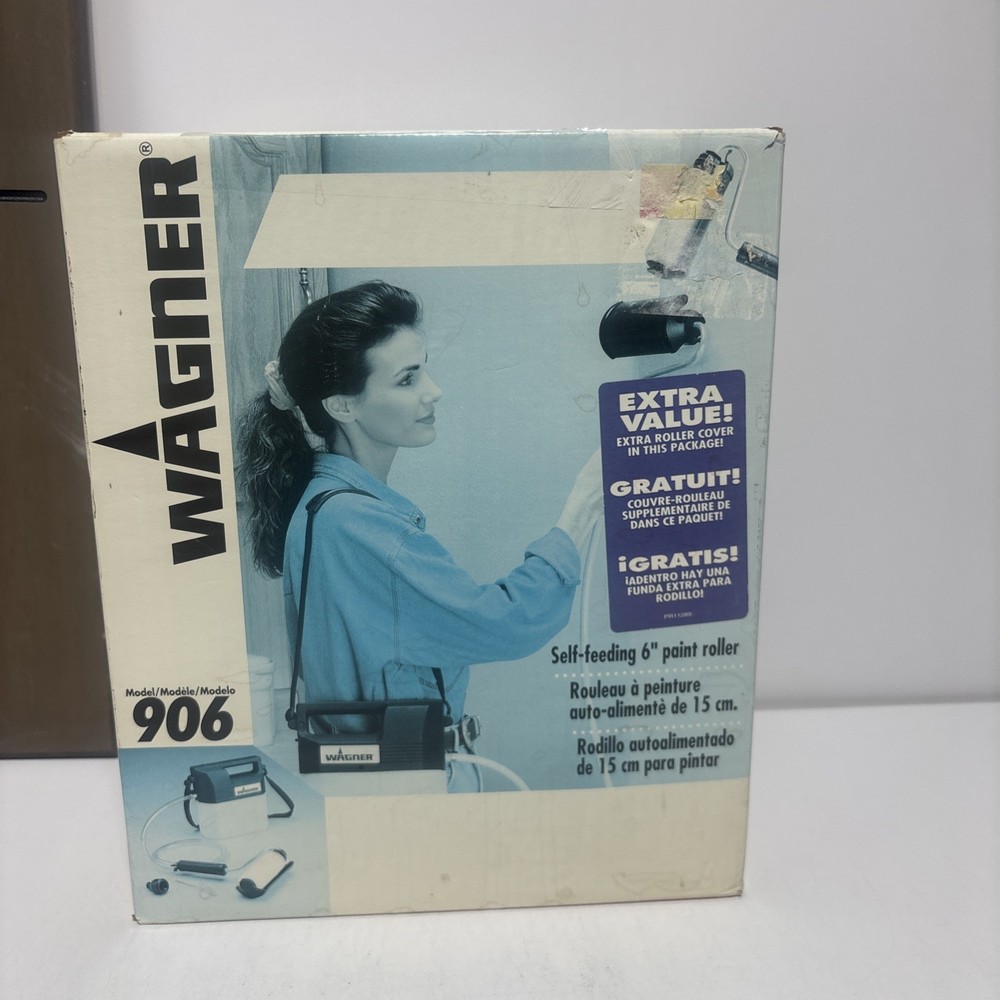 WAGNER®
EXTRA
VALUE!
EXTRA ROLLER COVER
IN THIS PACKAGE!
GRATUIT!
COUVRE-ROULEAU
SUPPLEMENTAIRE DE
DANS CE PAQUET!
¡GRATIS!
¡ADENTRO HAY UNA
FUNDA EXTRA PARA
RODILLO!
Self-feeding 6" paint roller
Rouleau à peinture
auto-alimentè de 15 cm.
Rodillo autoalimentado
de 15 cm para pintar
Model/Modèle/Modelo
906
WAGNER